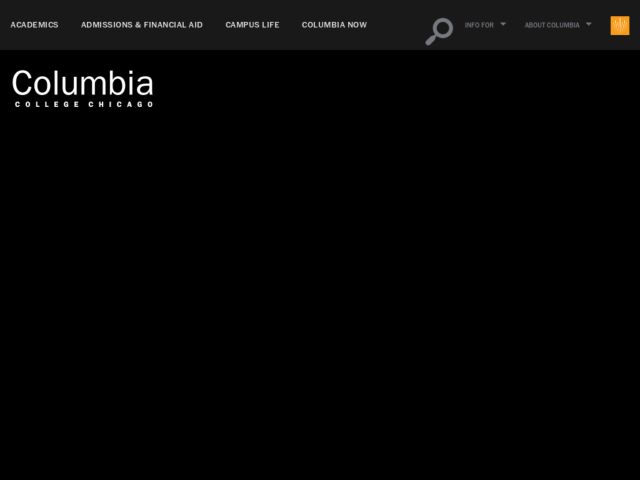 ACADEMICS ADMISSIONS & FINANCIAL AID CAMPUS LIFE COLUMBIA NOW INFO FOR ABOUT COLUMBIA
Columbia
COLLEGE CHICAGO